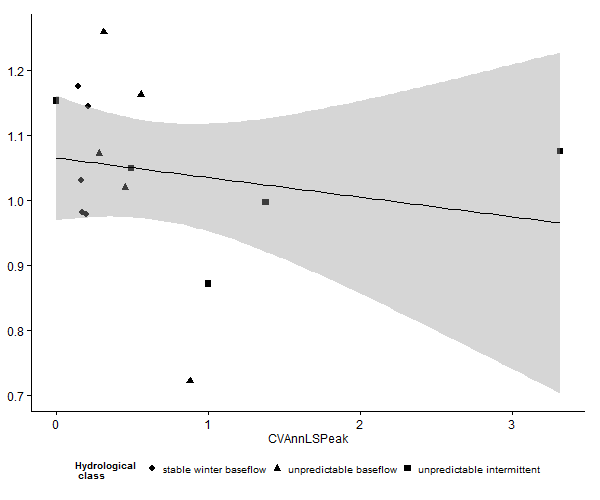 1.2
1.1
1.0
0.9
0.8
0.7
0 1 2 3
CVAnnLSPeak
Hydrological
class
stable winter baseflow unpredictable baseflow unpredictable intermittent